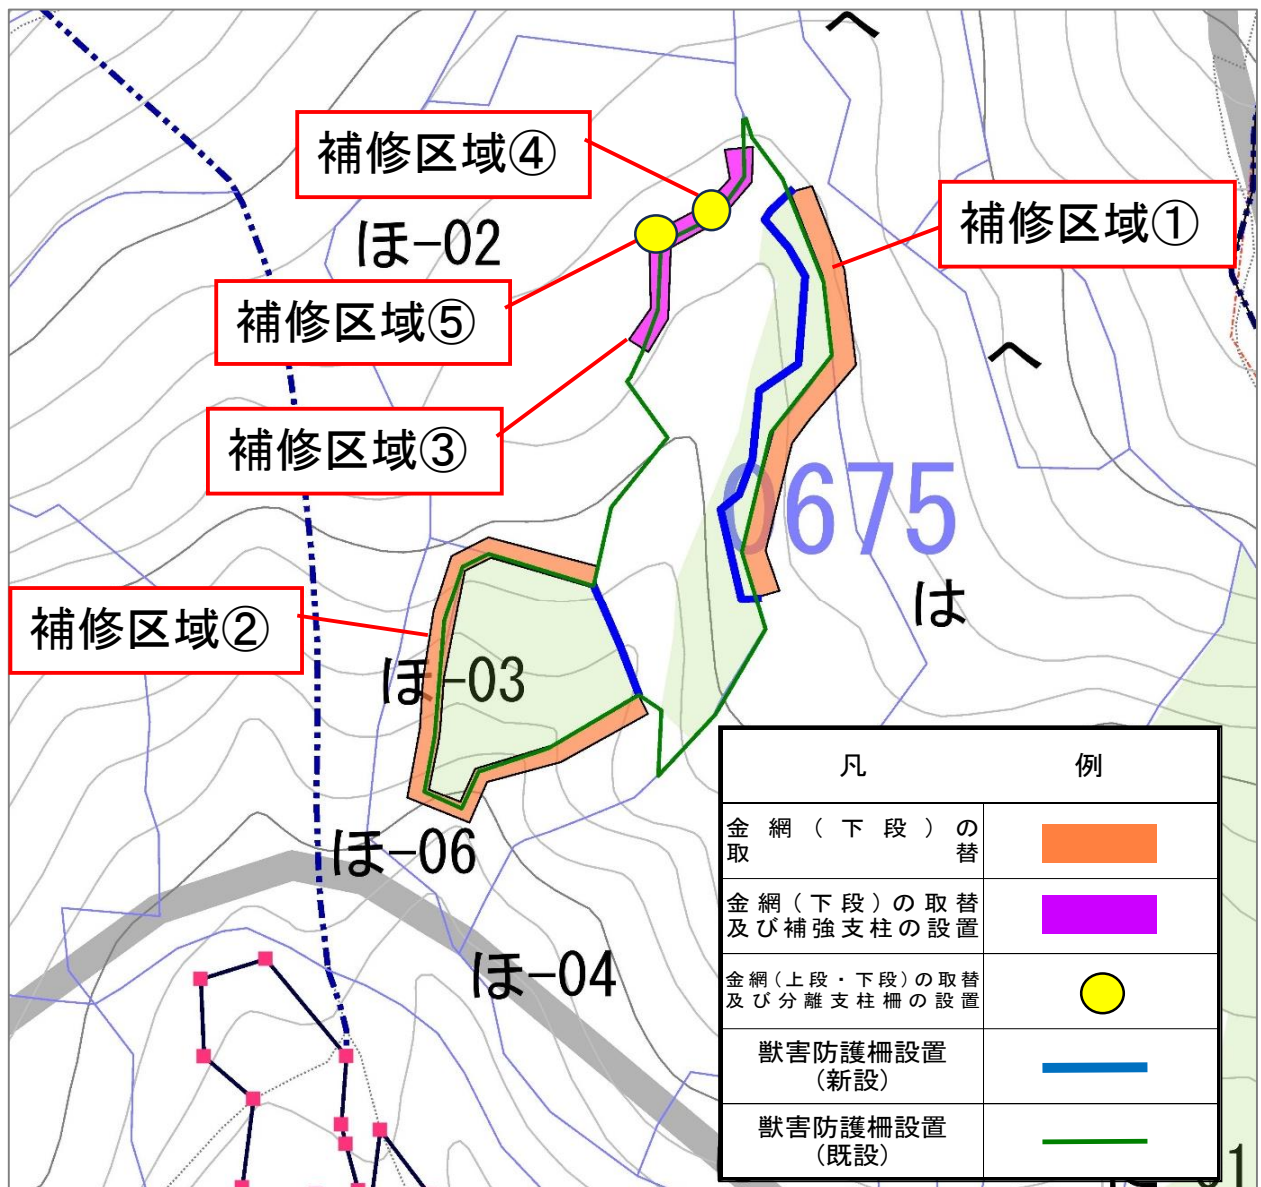 へ
補修区域④
補修区域①
ほ-02
補修区域⑤
へ
補修区域③
0675
は
補修区域②
ほ-03
凡例
金網(下段)の
取替
ほ-06
金網(下段)の取替
及び補強支柱の設置
ほ-04
金網(上段・下段)の取替
及び分離支柱柵の設置
獣害防護柵設置
(新設)
獣害防護柵設置
(既設)